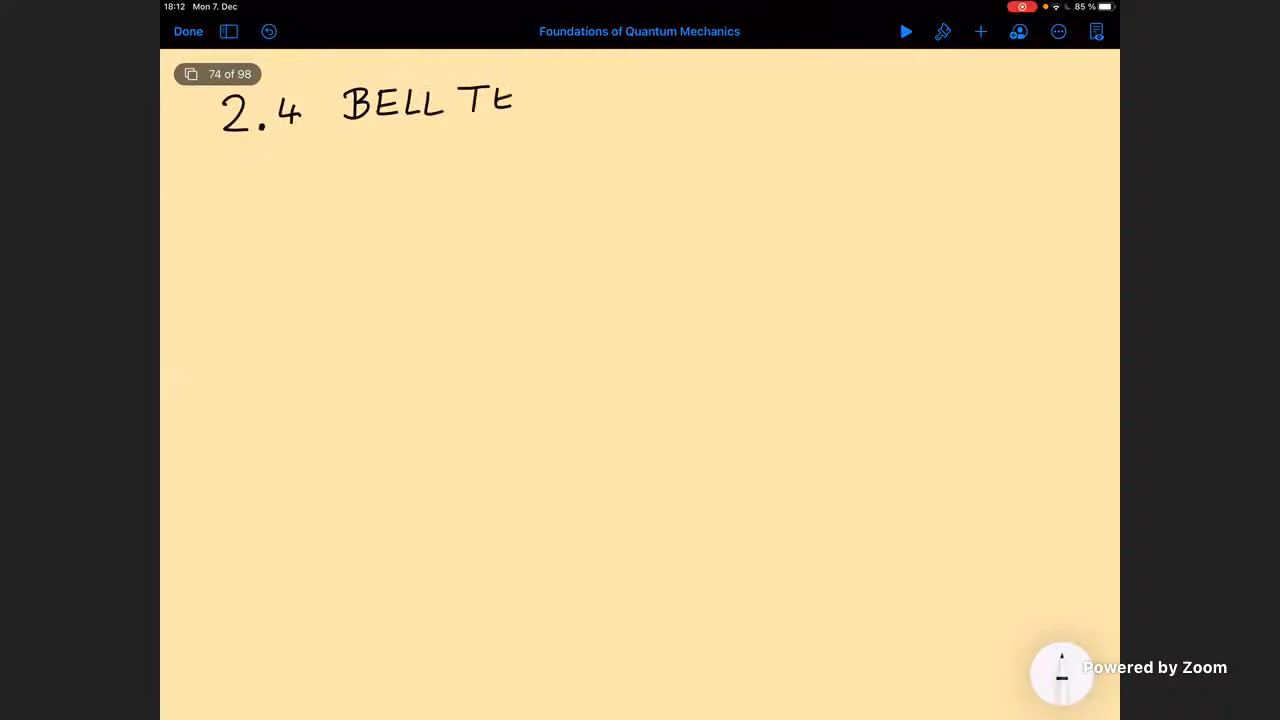 18:12 Mon 7. Dec 85 %
Done Foundations of Quantum Mechanics
74 of 98
2.4 BELL TE
Powered by Zoom